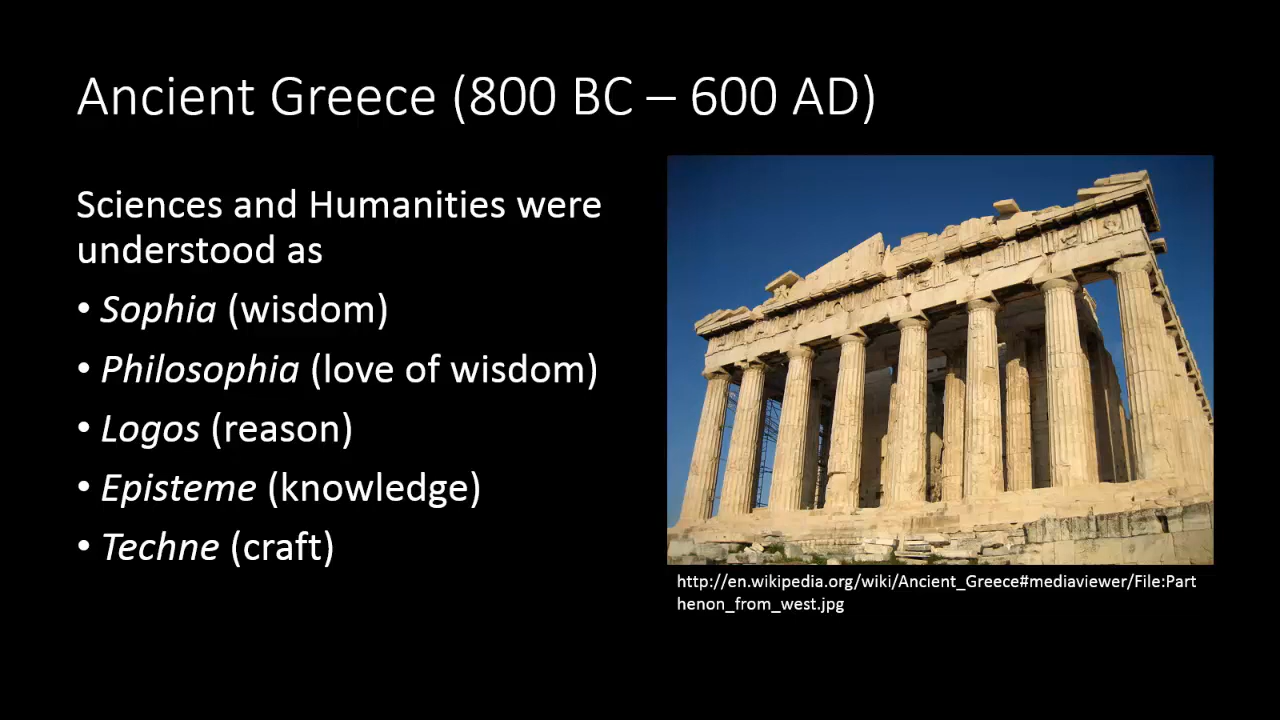 Ancient Greece (800 BC – 600 AD)
Sciences and Humanities were
understood as
• Sophia (wisdom)
• Philosophia (love of wisdom)
• Logos (reason)
• Episteme (knowledge)
• Techne (craft)
http://en.wikipedia.org/wiki/Ancient_Greece#mediaviewer/File:Part
henon_from_west.jpg